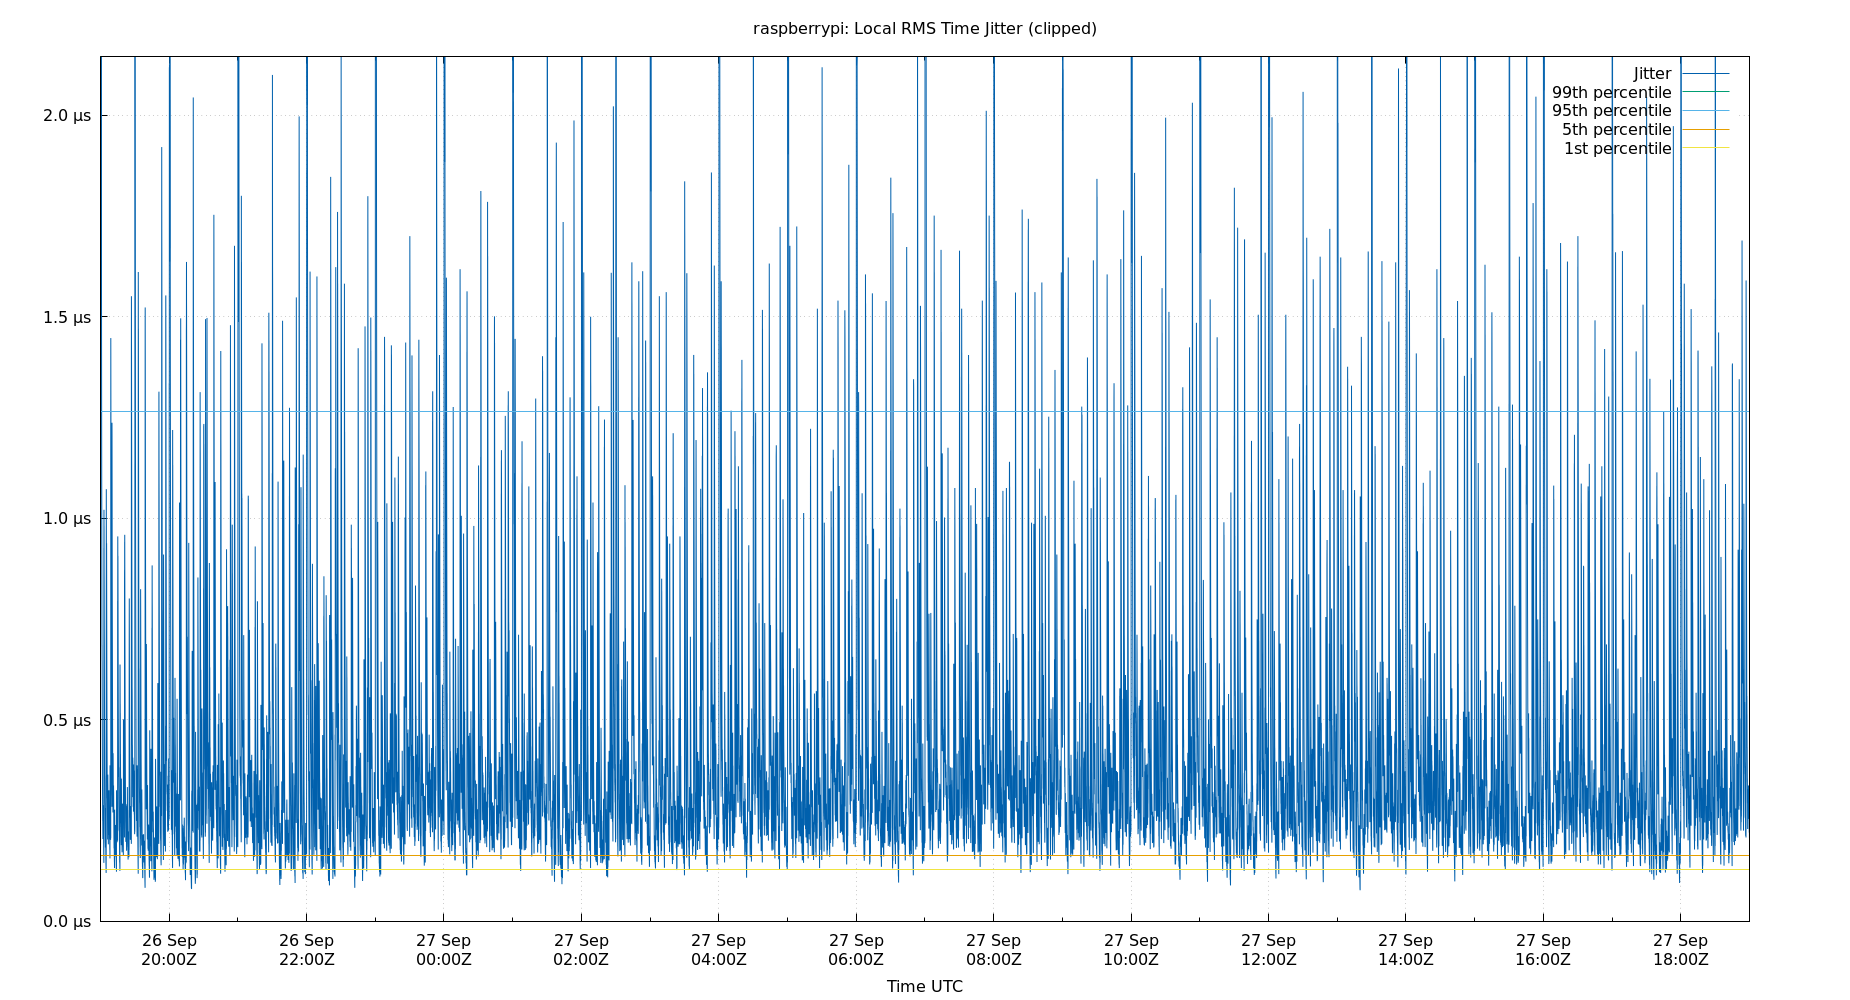 raspberrypi: Local RMS Time Jitter (clipped)
Jitter
99th percentile
95th percentile
5th percentile
1st percentile
2.0 µs
1.5 µs
1.0 µs
0.5 µs
0.0 µs
26 Sep 26 Sep 27 Sep 27 Sep 27 Sep 27 Sep 27 Sep 27 Sep 27 Sep 27 Sep 27 Sep 27 Sep
20:00Z 22:00Z 00:00Z 02:00Z 04:00Z 06:00Z 08:00Z 10:00Z 12:00Z 14:00Z 16:00Z 18:00Z
Time UTC